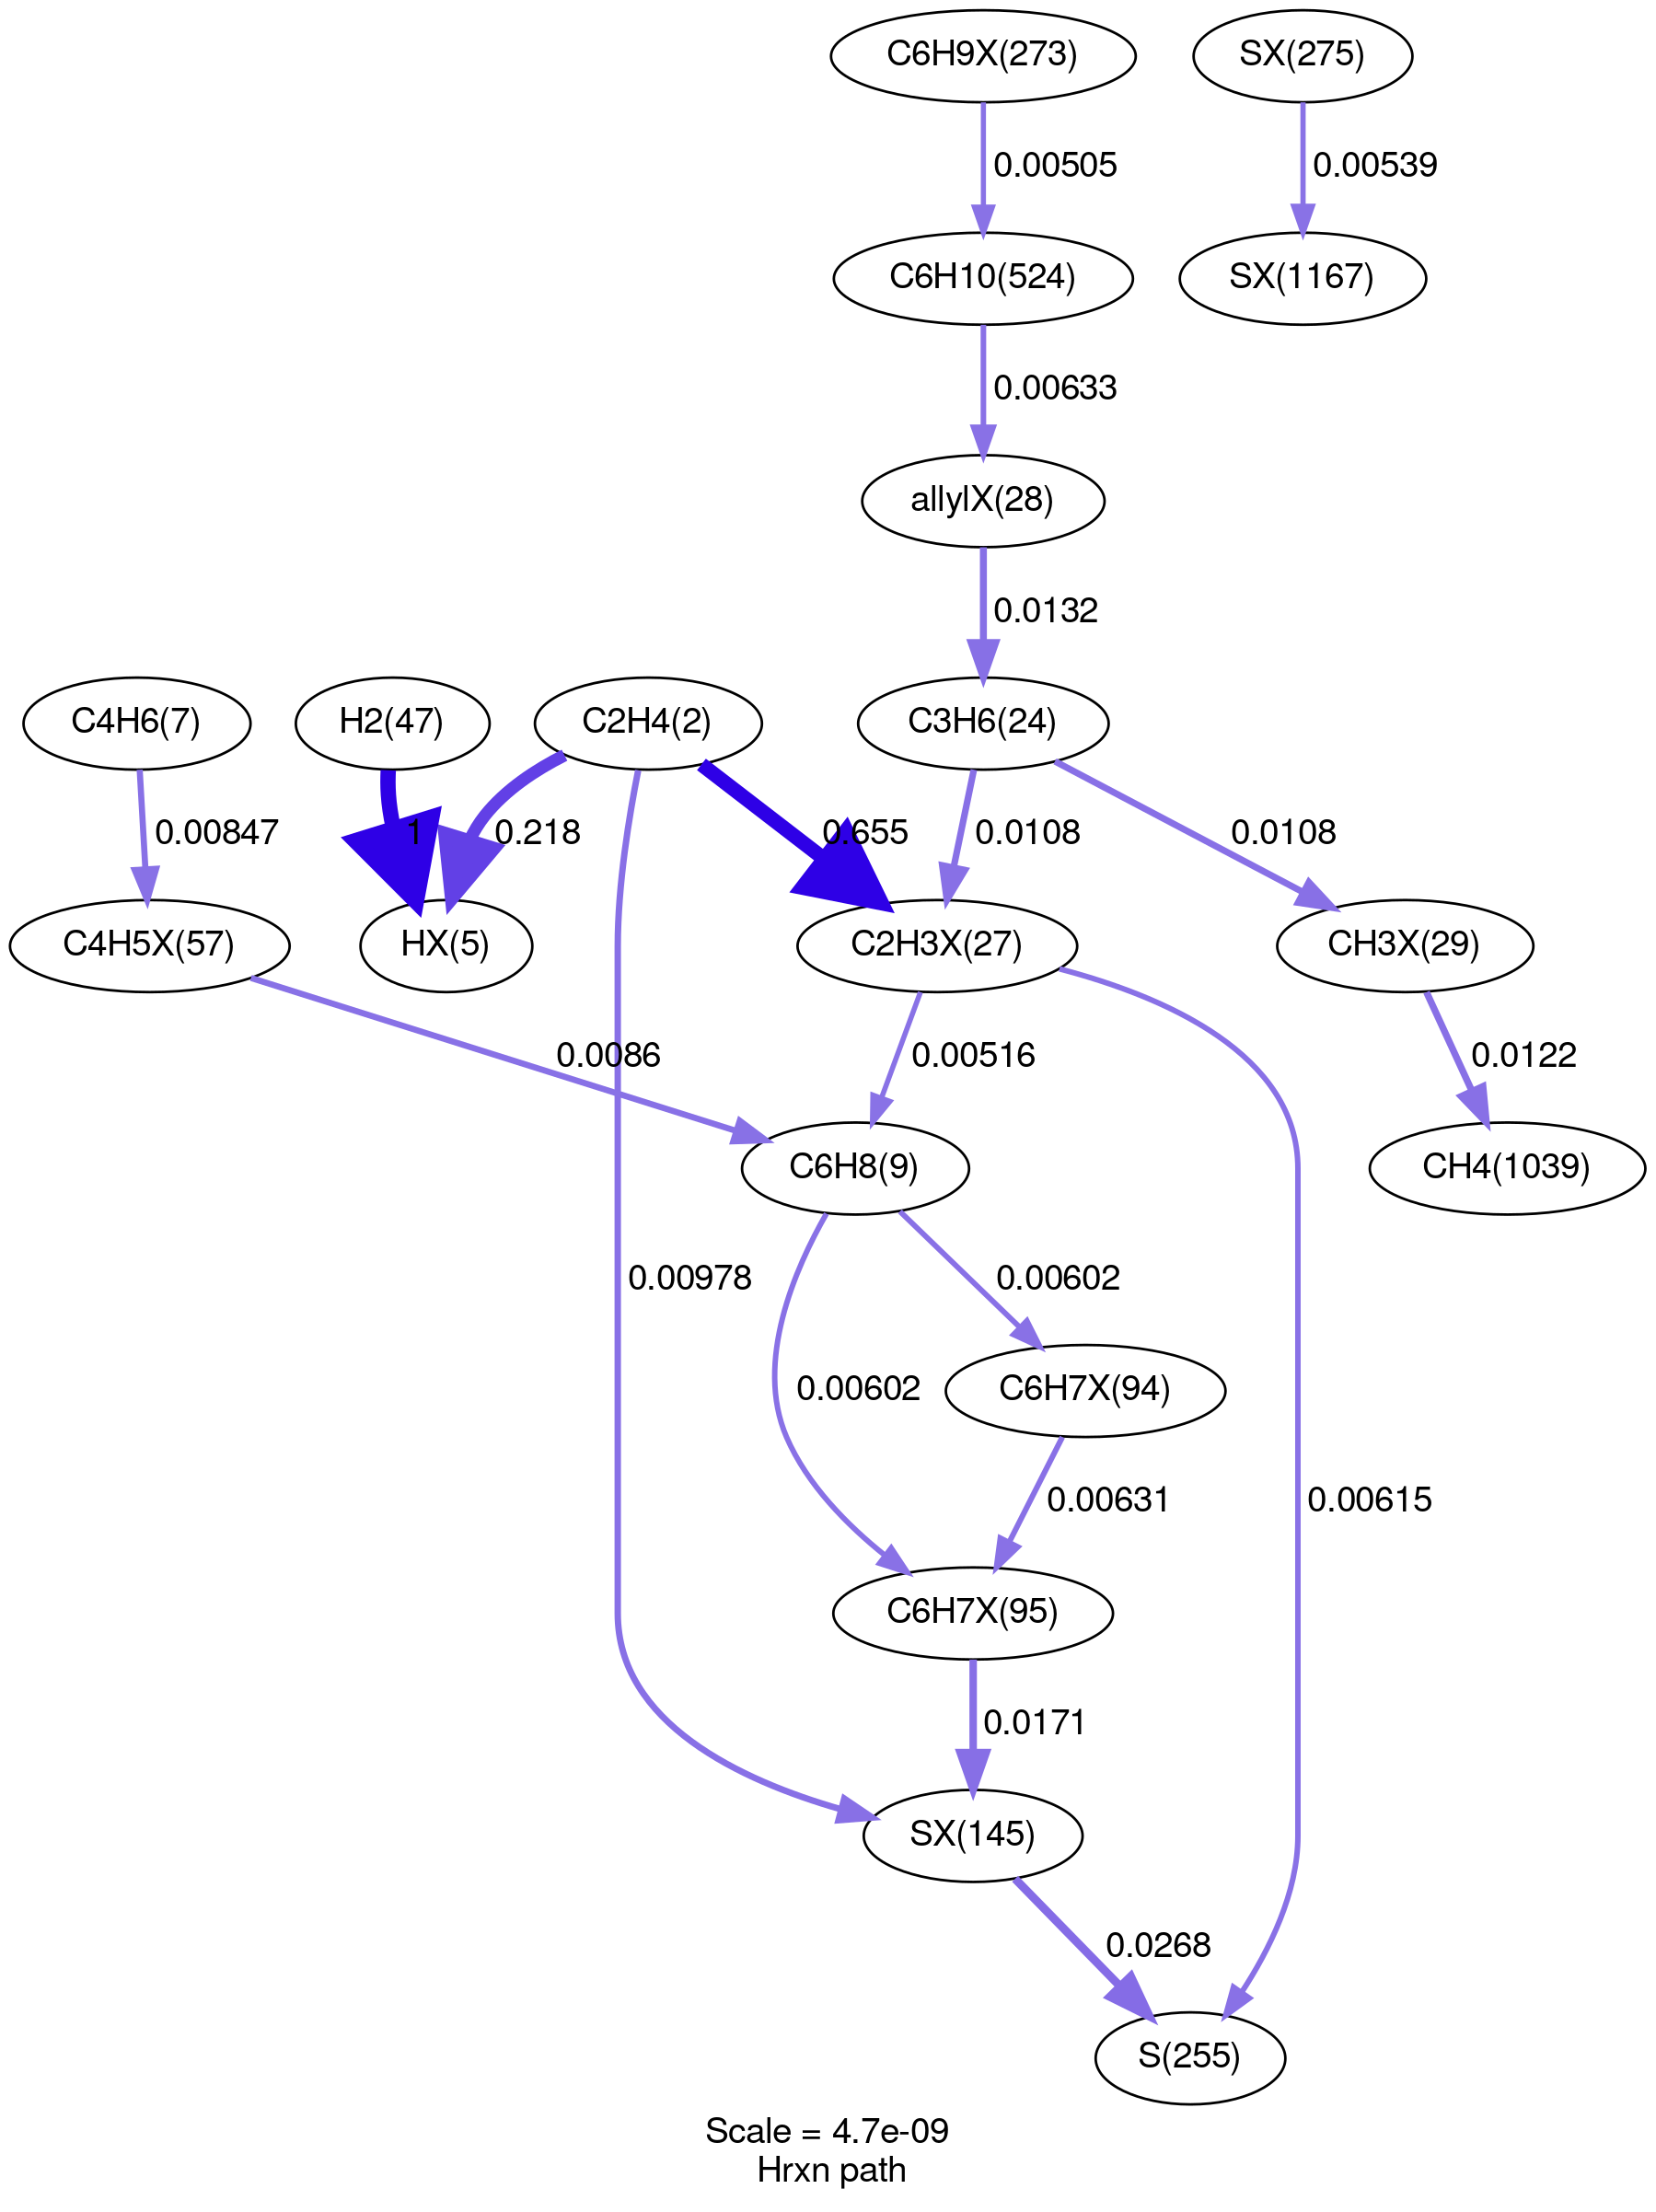 C6H9X(273)
SX(275)
0.00505
0.00539
C6H10(524)
SX(1167)
0.00633
allylX(28)
0.0132
C4H6(7)
H2(47)
C2H4(2)
C3H6(24)
0.00847
1
0.218
0.655
0.0108
0.0108
C4H5X(57)
HX(5)
C2H3X(27)
CH3X(29)
0.0086
0.00516
0.0122
C6H8(9)
CH4(1039)
0.00978
0.00602
0.00602
C6H7X(94)
0.00631
0.00615
C6H7X(95)
0.0171
SX(145)
0.0268
S(255)
Scale = 4.7e-09
Hrxn path